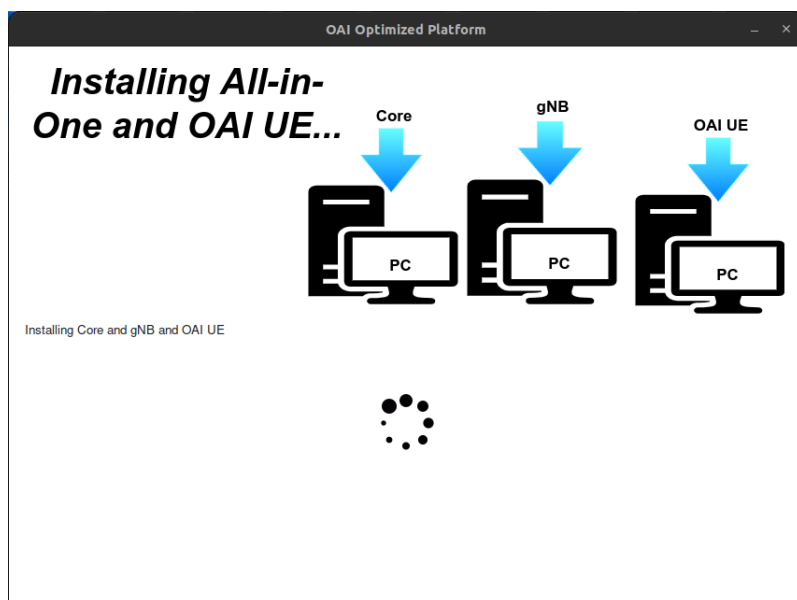 OAI Optimized Platform
Installing All-in-
One and OAI UE...
Core
gNB
OAI UE
PC
PC
PC
Installing Core and gNB and OAI UE